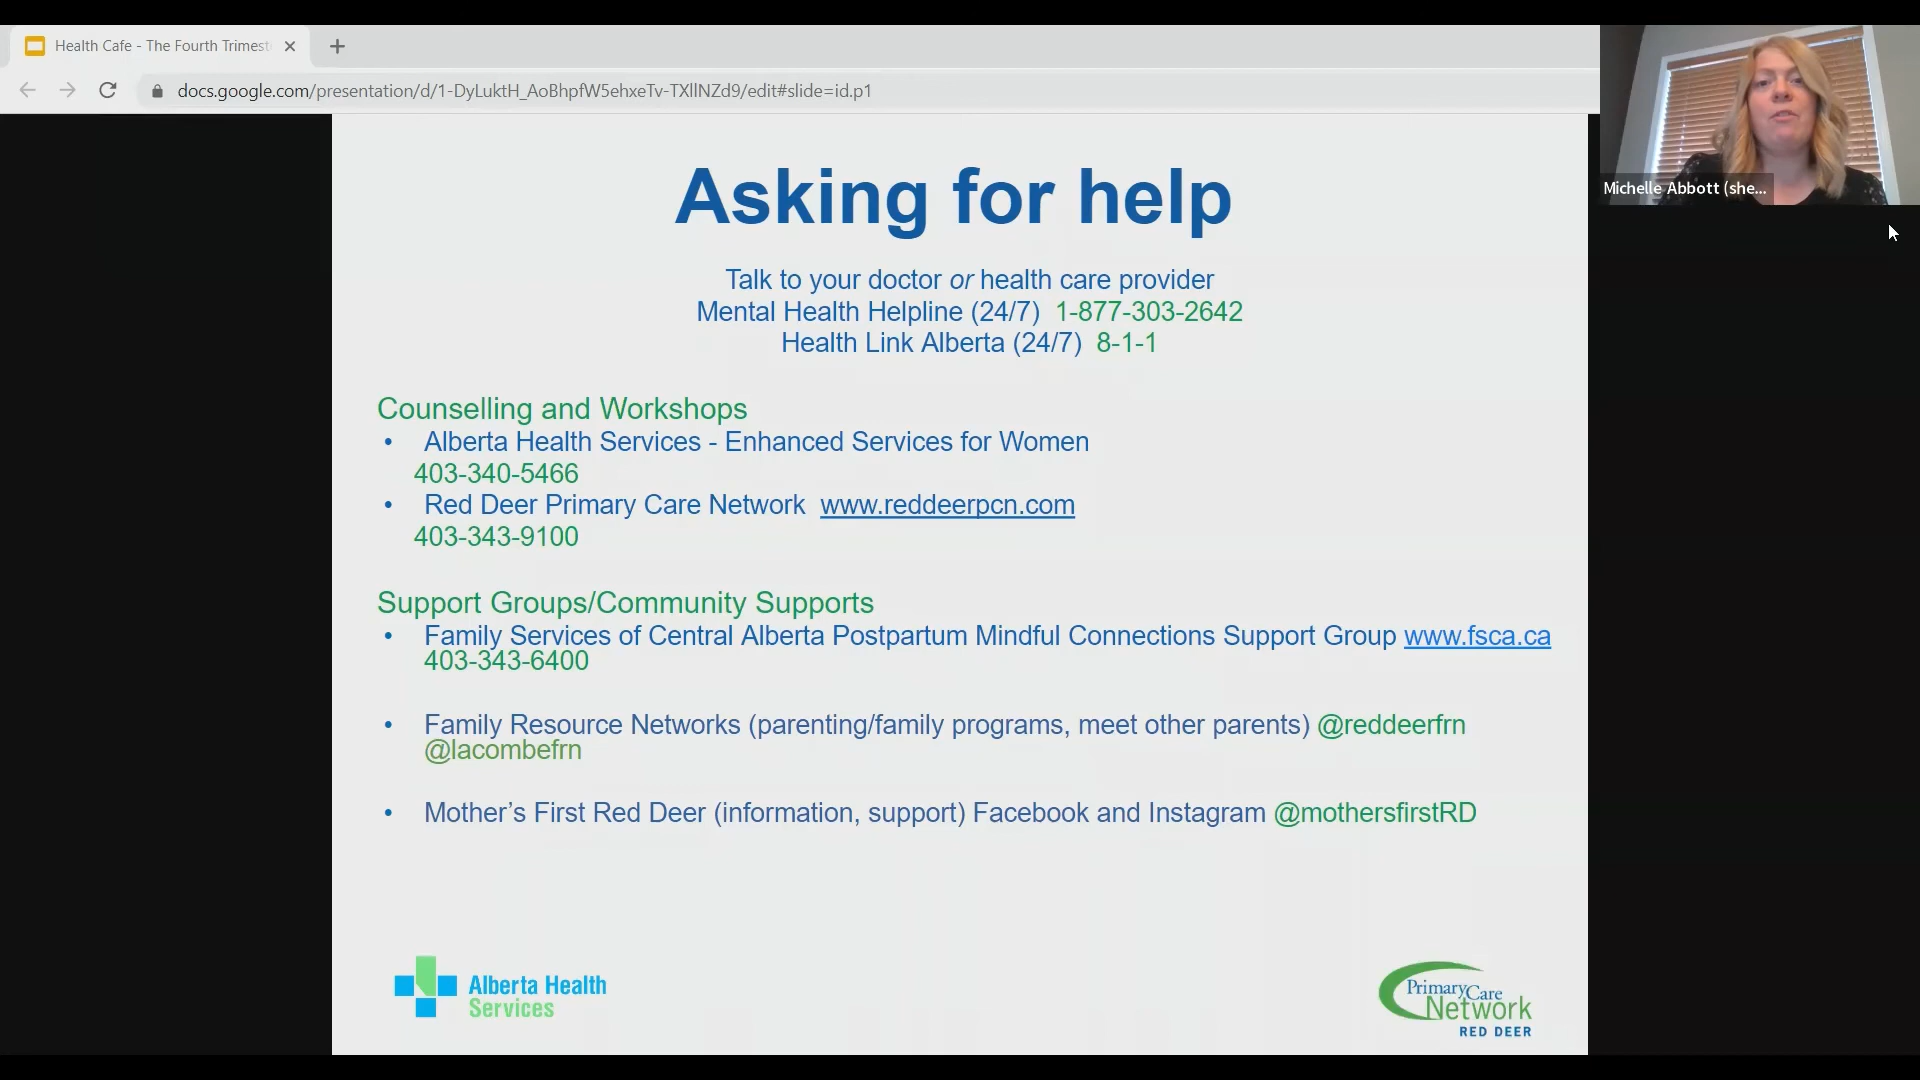 Health Cafe - The Fourth Trimest
docs.google.com/presentation/d/1-DyLuktH_AoBhpfW5ehxeTv-TXllNZd9/edit#slide=id.p1
Michelle Abbott (she...
Asking for help
Talk to your doctor or health care provider
Mental Health Helpline (24/7) 1-877-303-2642
Health Link Alberta (24/7) 8-1-1
Counselling and Workshops
• Alberta Health Services - Enhanced Services for Women
403-340-5466
• Red Deer Primary Care Network www.reddeerpcn.com
403-343-9100
Support Groups/Community Supports
• Family Services of Central Alberta Postpartum Mindful Connections Support Group www.fsca.ca
403-343-6400
• Family Resource Networks (parenting/family programs, meet other parents) @reddeerfrn
@lacombefrn
• Mother’s First Red Deer (information, support) Facebook and Instagram @mothersfirstRD
Alberta Health
Services
PrimaryCare
Network
RED DEER